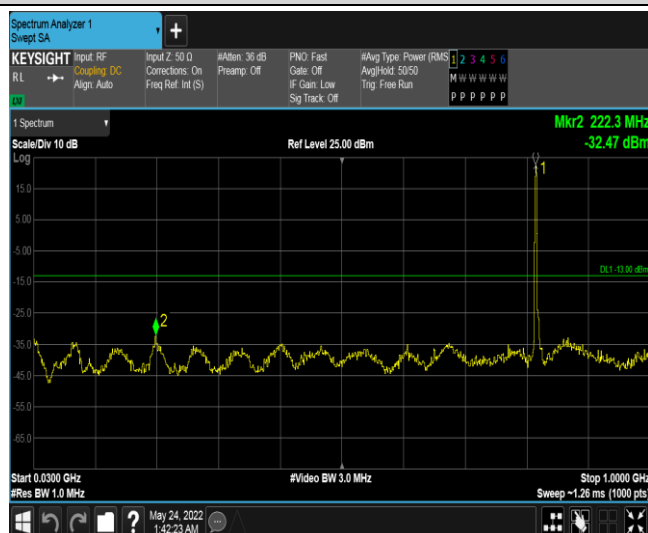 Spectrum Analyzer 1
Swept SA
+
KEYSIGHT
RL
Input: RF
Coupling: DC
Align: Auto
Input Z: 50 Ω
Corrections: On
Freq Ref: Int (S)
#Atten: 36 dB
Preamp: Off
PNO: Fast
Gate: Off
IF Gain: Low
Sig Track: Off
#Avg Type: Power (RMS
Avg|Hold: 50/50
Trig: Free Run
1 2 3 4 5 6
M W W W W W
P P P P P P
1 Spectrum
Mkr2 222.3 MHz
-32.47 dBm
Scale/Div 10 dB
Ref Level 25.00 dBm
Log
1
15.0
5.00
-5.00
DL1 -13.00 dBm
-15.0
-25.0
2
-35.0
-45.0
-55.0
-65.0
Start 0.0300 GHz
#Video BW 3.0 MHz
Stop 1.0000 GHz
#Res BW 1.0 MHz
Sweep ~1.26 ms (1000 pts)
?
May 24, 2022
1:42:23 AM